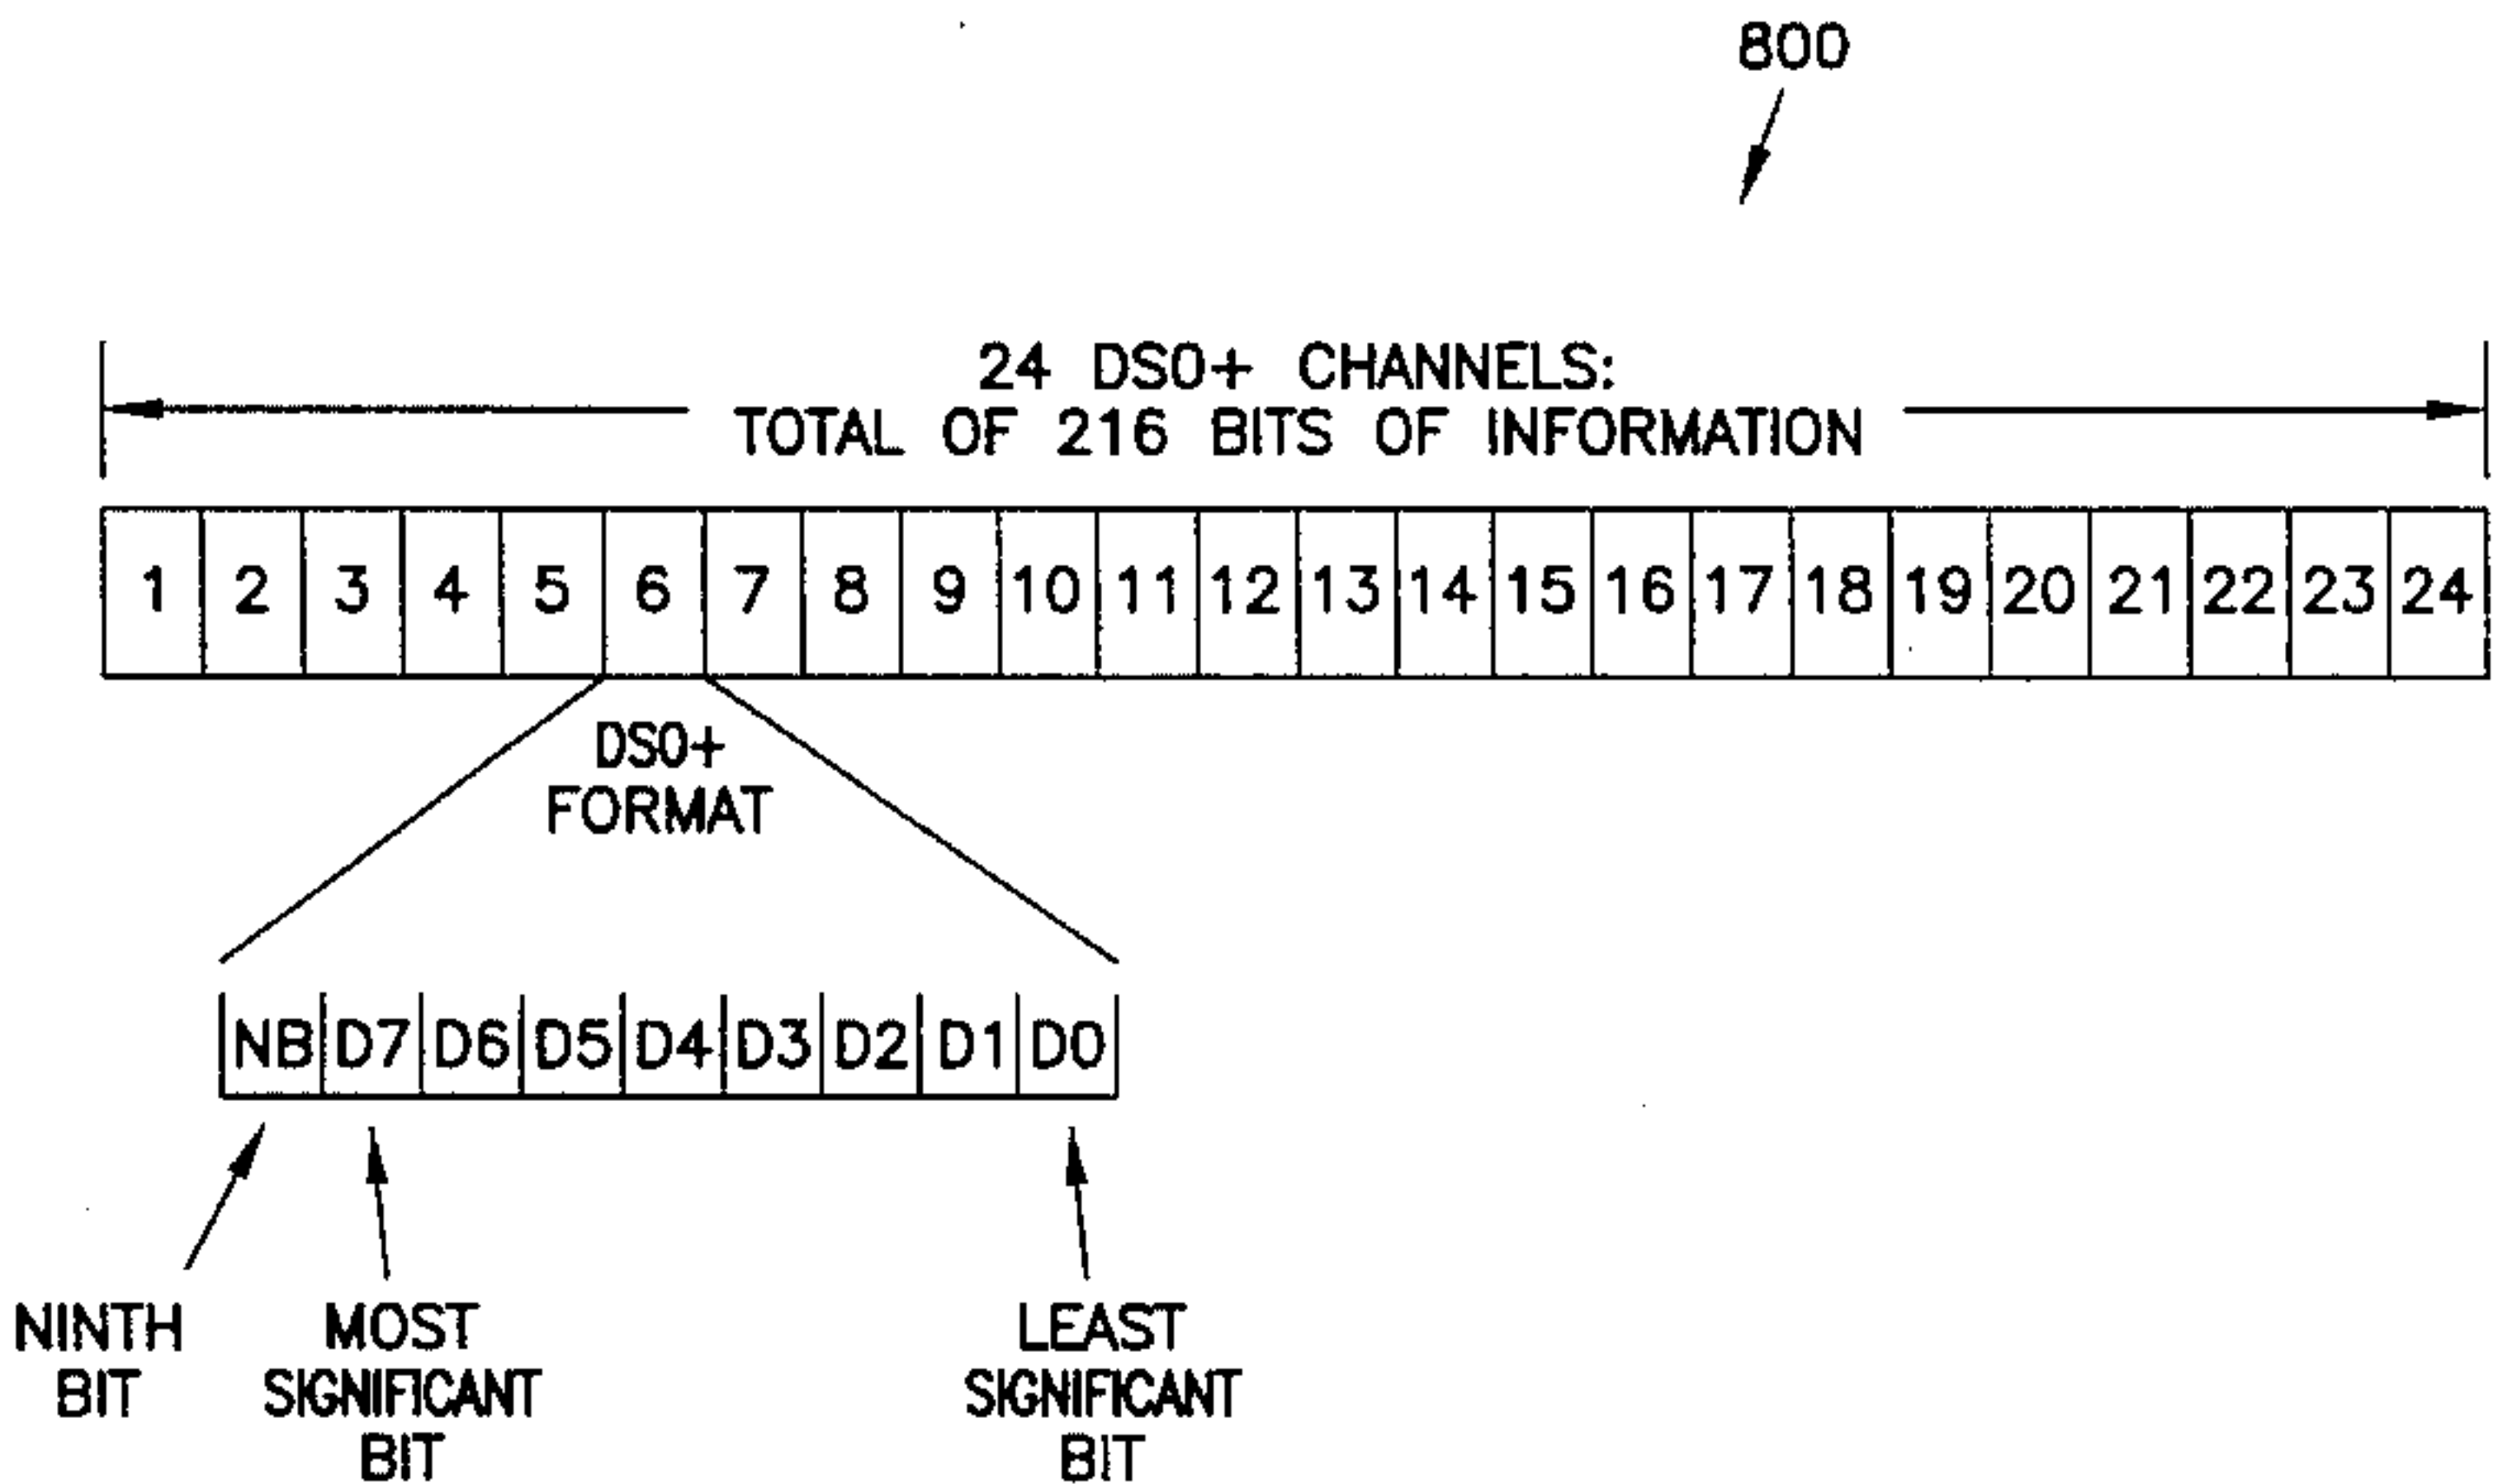 800
24 DS0+ CHANNELS:
TOTAL OF 216 BITS OF INFORMATION
1 2 3 4 5 6 7 8 9 10 11 12 13 14 15 16 17 18 19 20 21 22 23 24
DS0+
FORMAT
NB D7 D6 D5 D4 D3 D2 D1 D0
NINTH
BIT
MOST
SIGNIFICANT
BIT
LEAST
SIGNIFICANT
BIT